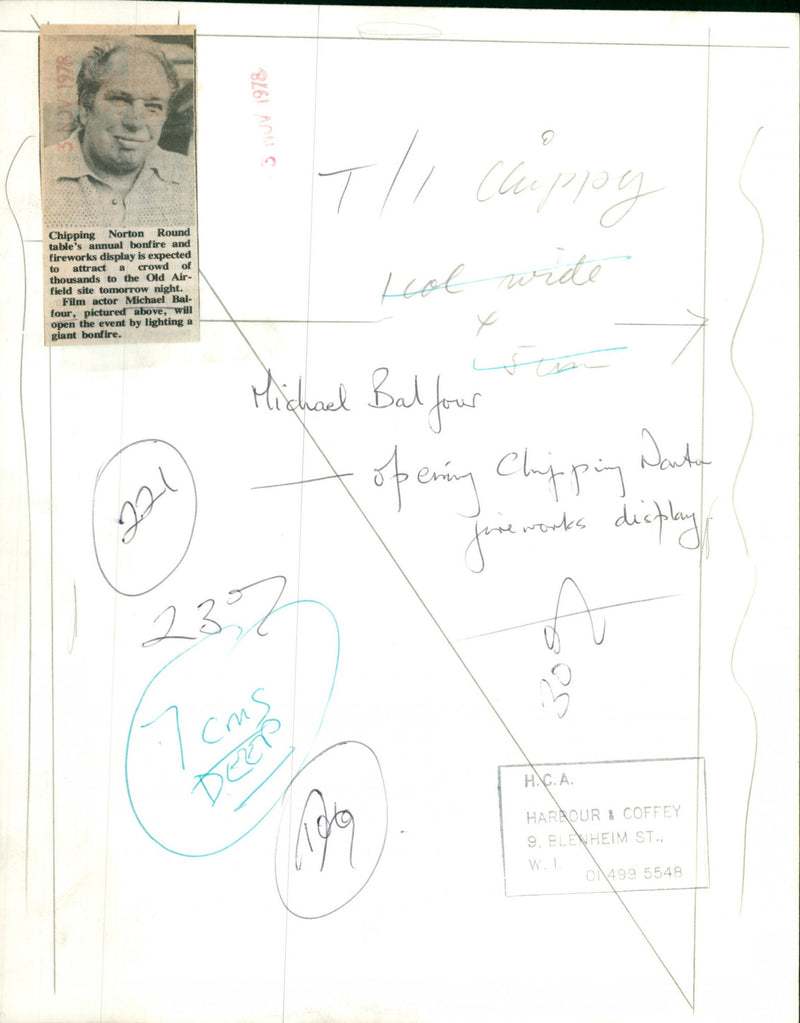 3 NOV 1978
3 NOV 1978
Chipping Norton Round
table's annual bonfire and
fireworks display is expected
to attract a crowd of
thousands to the Old Air-
field site tomorrow night.
Film actor Michael Bal-
four, pictured above, will
open the event by lighting a
giant bonfire.
T/1 Chippy
1 col wide
x
5 cm
Michael Balfour
opening Chipping Norton
fireworks display
221
23%
7 cms
DEEP
30
H.C.A.
HARBOUR & COFFEY
9, BLENHEIM ST.,
W.1. 01 499 5548